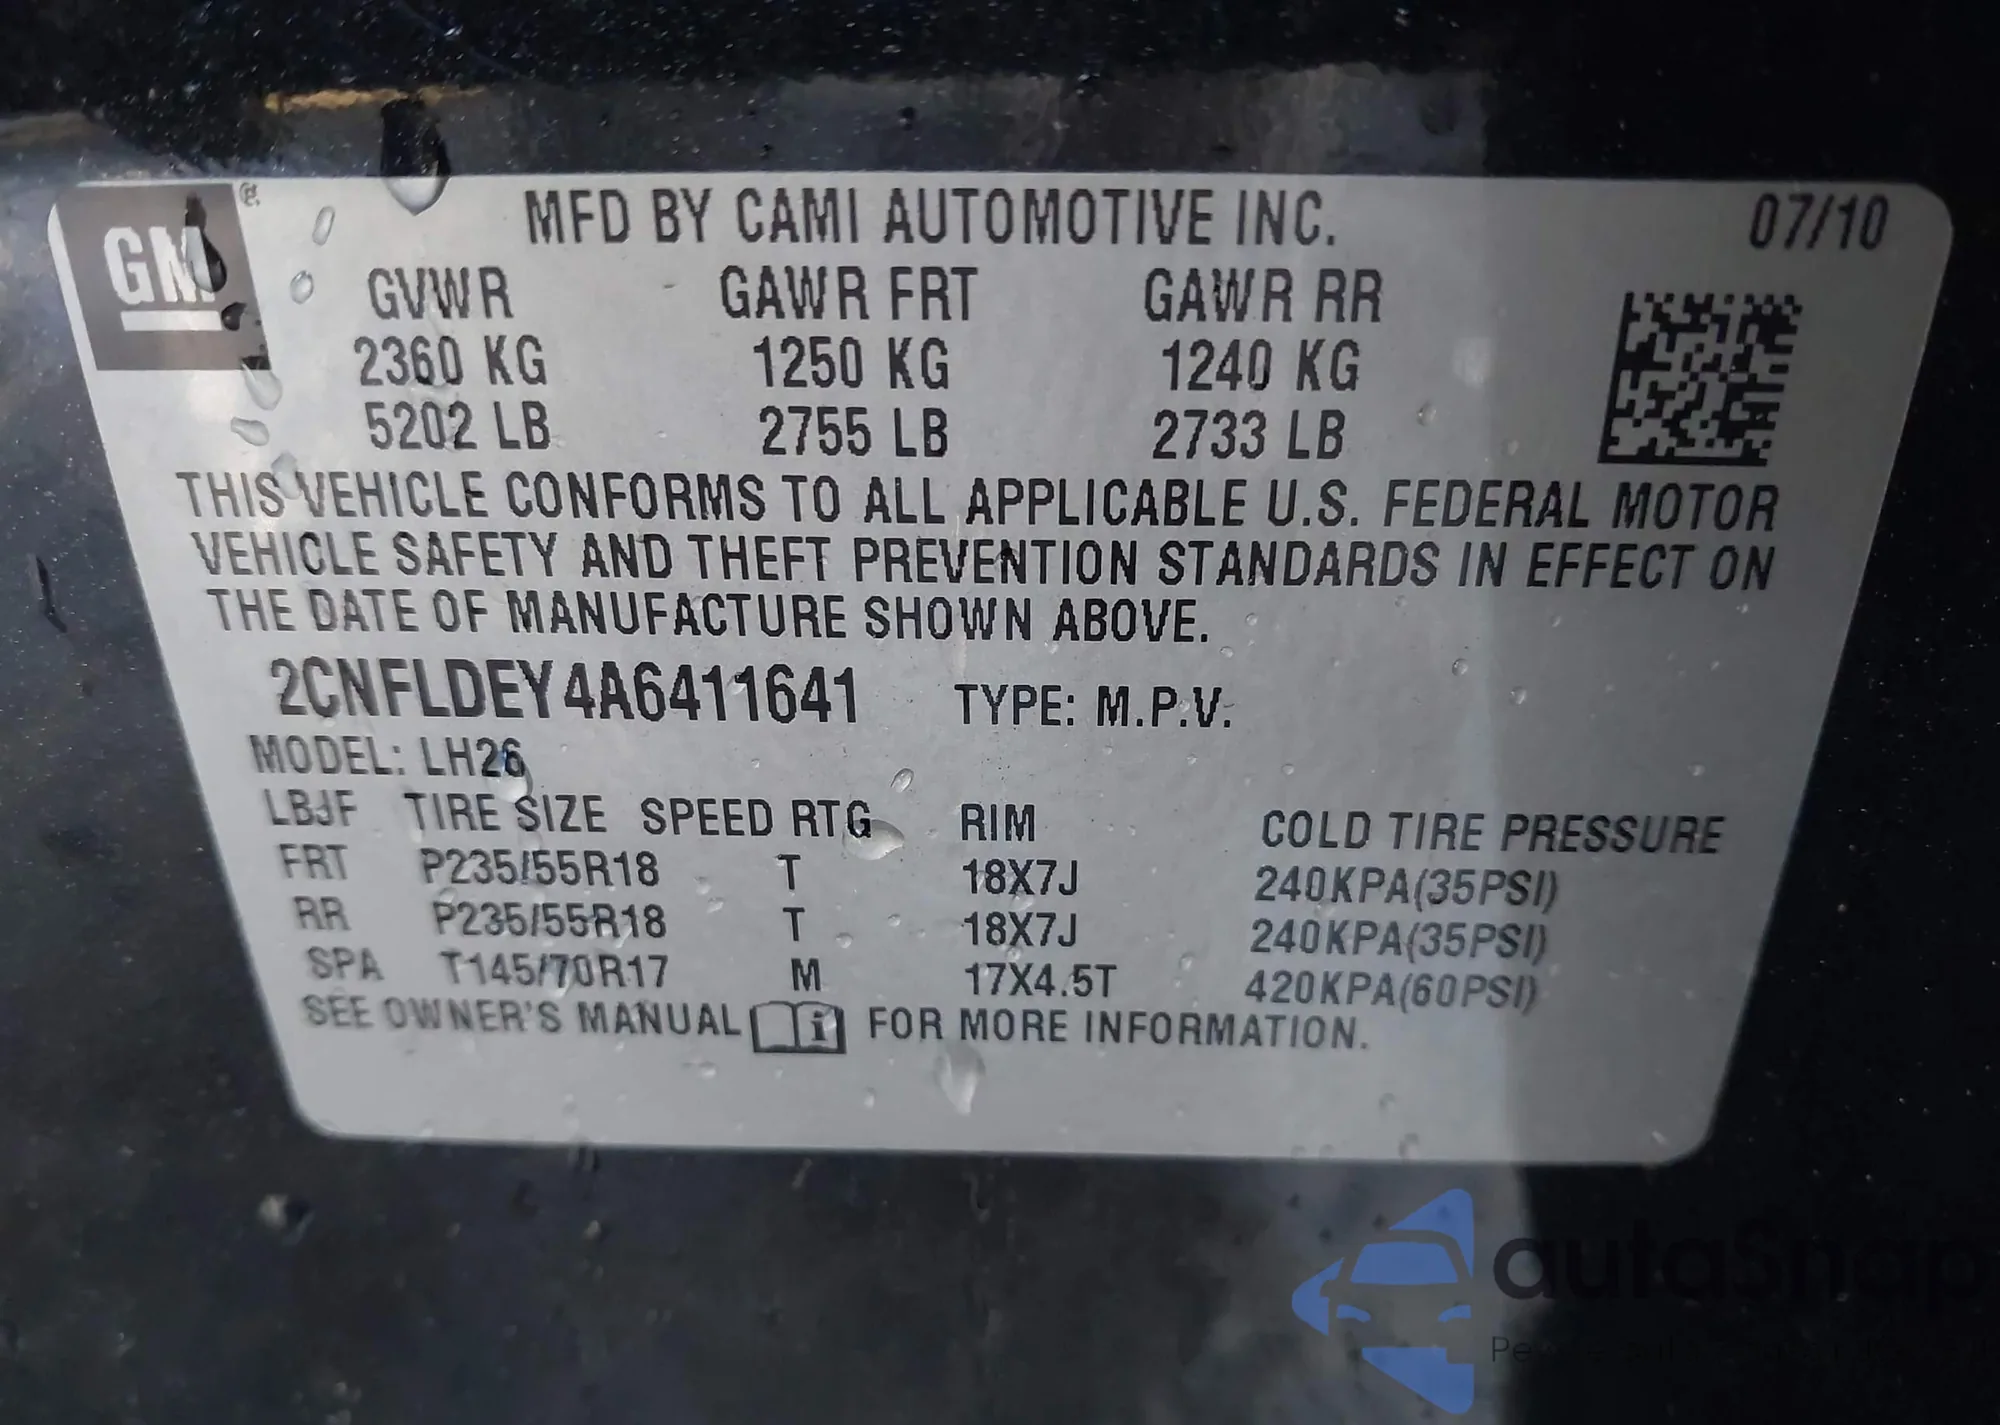 GM
®
MFD BY CAMI AUTOMOTIVE INC. 07/10
GVWR GAWR FRT GAWR RR
2360 KG 1250 KG 1240 KG
5202 LB 2755 LB 2733 LB
THIS VEHICLE CONFORMS TO ALL APPLICABLE U.S. FEDERAL MOTOR
VEHICLE SAFETY AND THEFT PREVENTION STANDARDS IN EFFECT ON
THE DATE OF MANUFACTURE SHOWN ABOVE.
2CNFLDEY4A6411641 TYPE: M.P.V.
MODEL: LH26
LBJF TIRE SIZE SPEED RTG RIM COLD TIRE PRESSURE
FRT P235/55R18 T 18X7J 240KPA(35PSI)
RR P235/55R18 T 18X7J 240KPA(35PSI)
SPA T145/70R17 M 17X4.5T 420KPA(60PSI)
SEE OWNER'S MANUAL i FOR MORE INFORMATION.
autaSnap